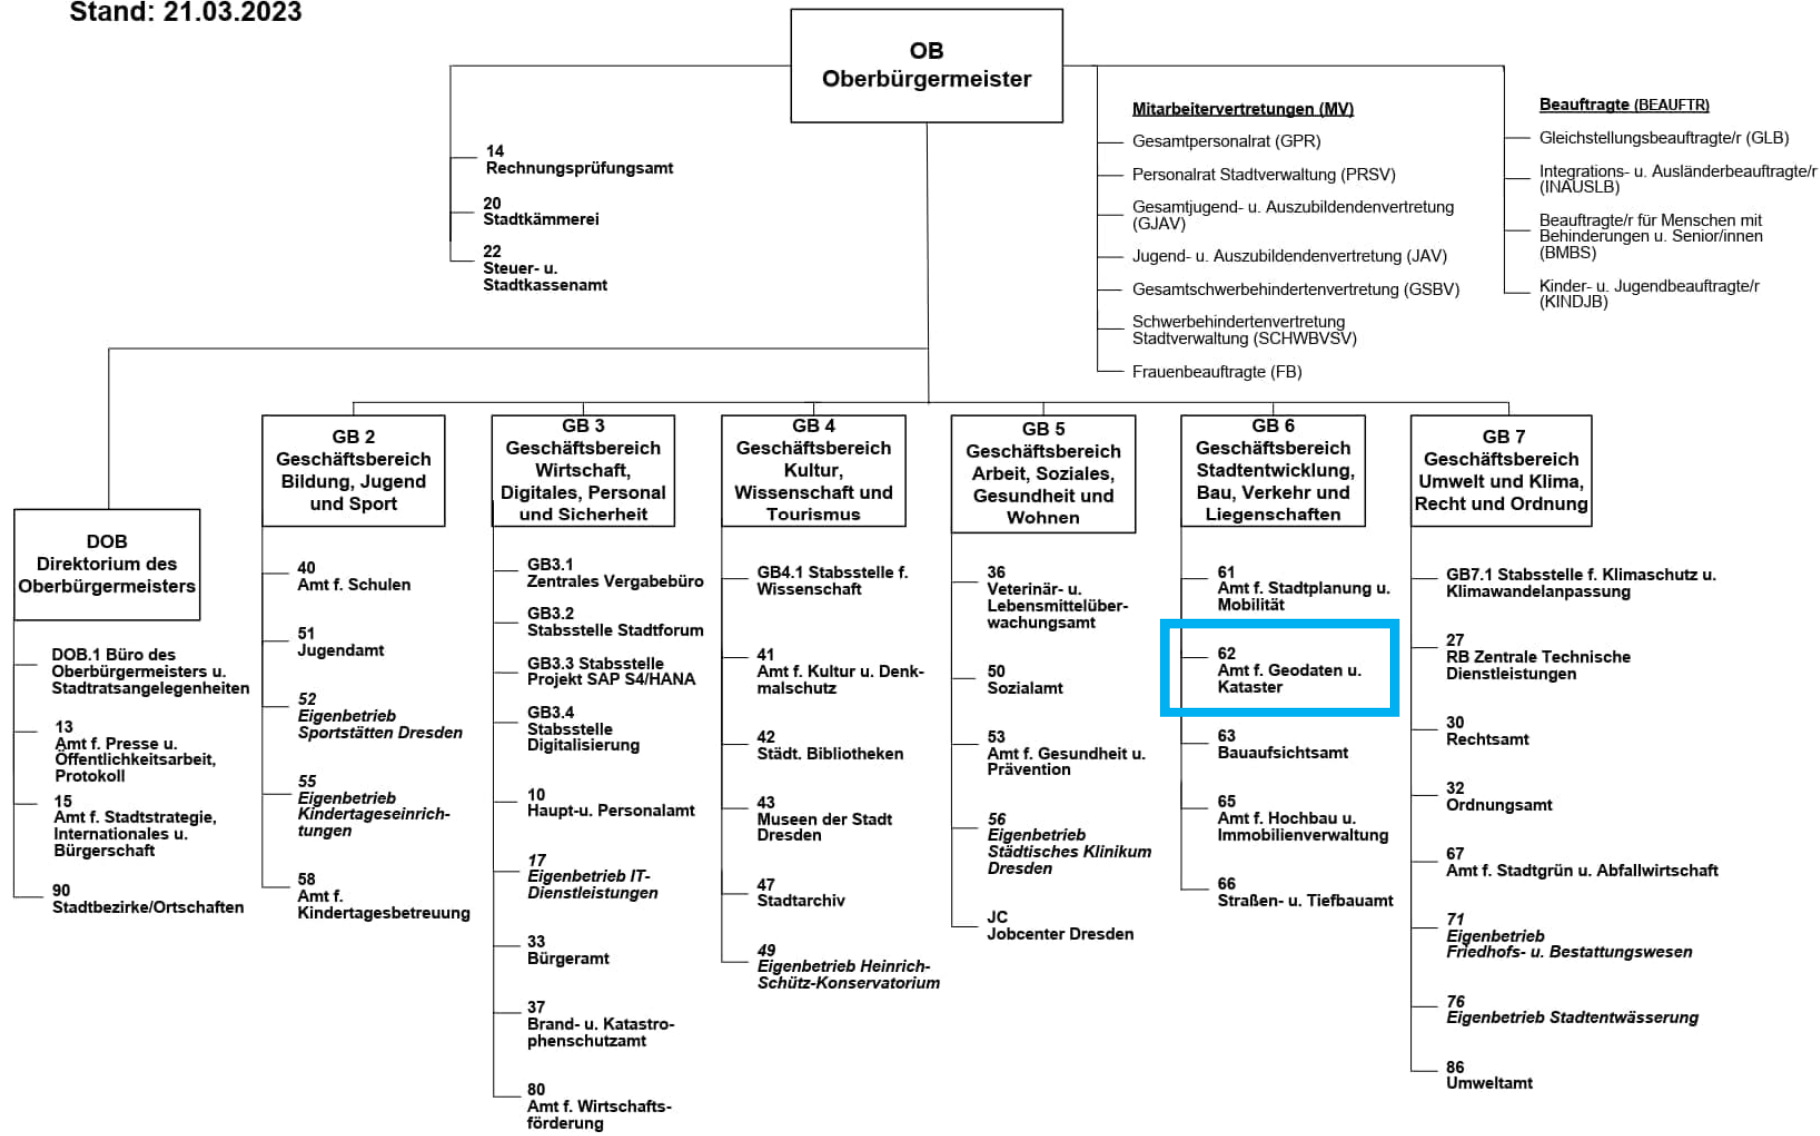 Stand: 21.03.2023
OB
Oberbürgermeister
14
Rechnungsprüfungsamt
20
Stadtkämmerei
22
Steuer- u.
Stadtkassenamt
Mitarbeitervertretungen (MV)
Gesamtpersonalrat (GPR)
Personalrat Stadtverwaltung (PRSV)
Gesamtjugend- u. Auszubildendenvertretung
(GJAV)
Jugend- u. Auszubildendenvertretung (JAV)
Gesamtschwerbehindertenvertretung (GSBV)
Schwerbehindertenvertretung
Stadtverwaltung (SCHWBVSV)
Frauenbeauftragte (FB)
Beauftragte (BEAUFTR)
Gleichstellungsbeauftragte/r (GLB)
Integrations- u. Ausländerbeauftragte/r
(INAUSLB)
Beauftragte/r für Menschen mit
Behinderungen u. Senior/innen
(BMBS)
Kinder- u. Jugendbeauftragte/r
(KINDJB)
DOB
Direktorium des
Oberbürgermeisters
DOB.1 Büro des
Oberbürgermeisters u.
Stadtratsangelegenheiten
13
Amt f. Presse u.
Öffentlichkeitsarbeit,
Protokoll
15
Amt f. Stadtstrategie,
Internationales u.
Bürgerschaft
90
Stadtbezirke/Ortschaften
GB 2
Geschäftsbereich
Bildung, Jugend
und Sport
40
Amt f. Schulen
51
Jugendamt
52
Eigenbetrieb
Sportstätten Dresden
55
Eigenbetrieb
Kindertageseinrich-
tungen
58
Amt f.
Kindertagesbetreuung
GB 3
Geschäftsbereich
Wirtschaft,
Digitales, Personal
und Sicherheit
GB3.1
Zentrales Vergabebüro
GB3.2
Stabsstelle Stadtforum
GB3.3 Stabsstelle
Projekt SAP S4/HANA
GB3.4
Stabsstelle
Digitalisierung
10
Haupt-u. Personalamt
17
Eigenbetrieb IT-
Dienstleistungen
33
Bürgeramt
37
Brand- u. Katastro-
phenschutzamt
80
Amt f. Wirtschafts-
förderung
GB 4
Geschäftsbereich
Kultur,
Wissenschaft und
Tourismus
GB4.1 Stabsstelle f.
Wissenschaft
41
Amt f. Kultur u. Denk-
malschutz
42
Städt. Bibliotheken
43
Museen der Stadt
Dresden
47
Stadtarchiv
49
Eigenbetrieb Heinrich-
Schütz-Konservatorium
GB 5
Geschäftsbereich
Arbeit, Soziales,
Gesundheit und
Wohnen
36
Veterinär- u.
Lebensmittelüber-
wachungsamt
50
Sozialamt
53
Amt f. Gesundheit u.
Prävention
56
Eigenbetrieb
Städtisches Klinikum
Dresden
JC
Jobcenter Dresden
GB 6
Geschäftsbereich
Stadtentwicklung,
Bau, Verkehr und
Liegenschaften
61
Amt f. Stadtplanung u.
Mobilität
62
Amt f. Geodaten u.
Kataster
63
Bauaufsichtsamt
65
Amt f. Hochbau u.
Immobilienverwaltung
66
Straßen- u. Tiefbauamt
GB 7
Geschäftsbereich
Umwelt und Klima,
Recht und Ordnung
GB7.1 Stabsstelle f. Klimaschutz u.
Klimawandelanpassung
27
RB Zentrale Technische
Dienstleistungen
30
Rechtsamt
32
Ordnungsamt
67
Amt f. Stadtgrün u. Abfallwirtschaft
71
Eigenbetrieb
Friedhofs- u. Bestattungswesen
76
Eigenbetrieb Stadtentwässerung
86
Umweltamt